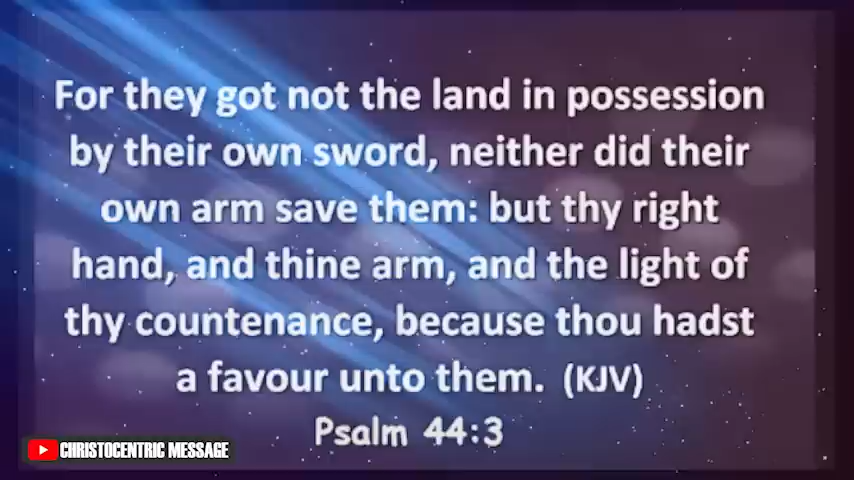 For they got not the land in possession
by their own sword, neither did their
own arm save them: but thy right
hand, and thine arm, and the light of
thy countenance, because thou hadst
a favour unto them. (KJV)
Psalm 44:3
CHRISTOCENTRIC MESSAGE